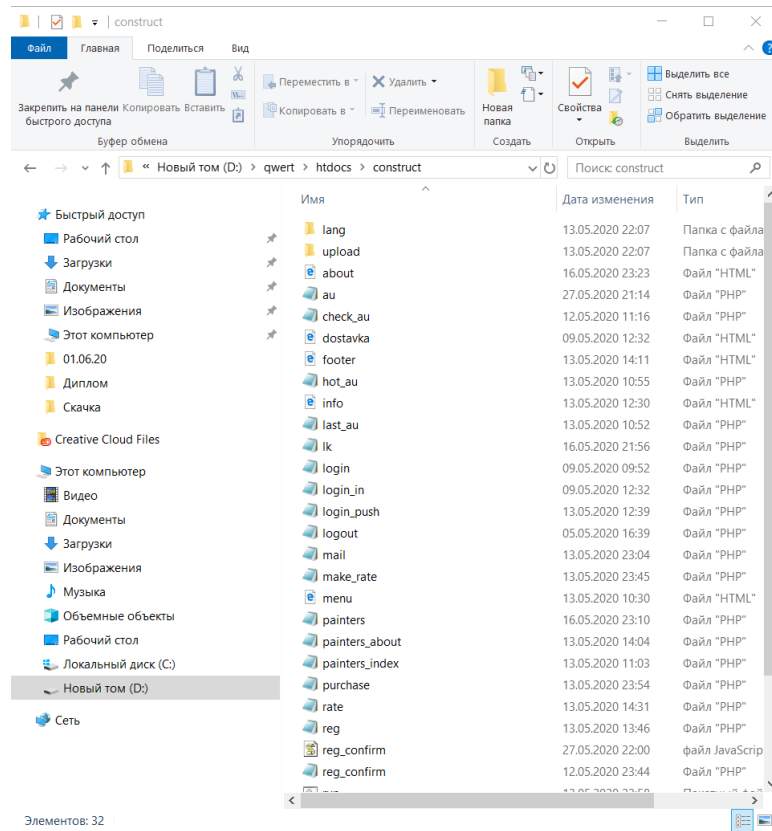 construct
Файл Главная Поделиться Вид
Закрепить на панели быстрого доступа
Копировать
Вставить
Переместить в
Копировать в
Удалить
Переименовать
Новая папка
Свойства
Выделить все
Снять выделение
Обратить выделение
Буфер обмена Упорядочить Создать Открыть Выделить
« Новый том (D:) > qwert > htdocs > construct
Поиск: construct
Быстрый доступ
Рабочий стол
Загрузки
Документы
Изображения
Этот компьютер
01.06.20
Диплом
Скачка
Creative Cloud Files
Этот компьютер
Видео
Документы
Загрузки
Изображения
Музыка
Объемные объекты
Рабочий стол
Локальный диск (C:)
Новый том (D:)
Сеть
Имя Дата изменения Тип
lang 13.05.2020 22:07 Папка с файла
upload 13.05.2020 22:07 Папка с файла
about 16.05.2020 23:23 Файл "HTML"
au 27.05.2020 21:14 Файл "PHP"
check_au 12.05.2020 11:16 Файл "PHP"
dostavka 09.05.2020 12:32 Файл "HTML"
footer 13.05.2020 14:11 Файл "HTML"
hot_au 13.05.2020 10:55 Файл "PHP"
info 13.05.2020 12:30 Файл "HTML"
last_au 13.05.2020 10:52 Файл "PHP"
lk 16.05.2020 21:56 Файл "PHP"
login 09.05.2020 09:52 Файл "PHP"
login_in 09.05.2020 12:32 Файл "PHP"
login_push 13.05.2020 12:39 Файл "PHP"
logout 05.05.2020 16:39 Файл "PHP"
mail 13.05.2020 23:04 Файл "PHP"
make_rate 13.05.2020 23:45 Файл "PHP"
menu 13.05.2020 10:30 Файл "HTML"
painters 16.05.2020 23:10 Файл "PHP"
painters_about 13.05.2020 14:04 Файл "PHP"
painters_index 13.05.2020 11:03 Файл "PHP"
purchase 13.05.2020 23:54 Файл "PHP"
rate 13.05.2020 14:31 Файл "PHP"
reg 13.05.2020 13:46 Файл "PHP"
reg_confirm 27.05.2020 22:00 файл JavaScrip
reg_confirm 12.05.2020 23:44 Файл "PHP"
Элементов: 32